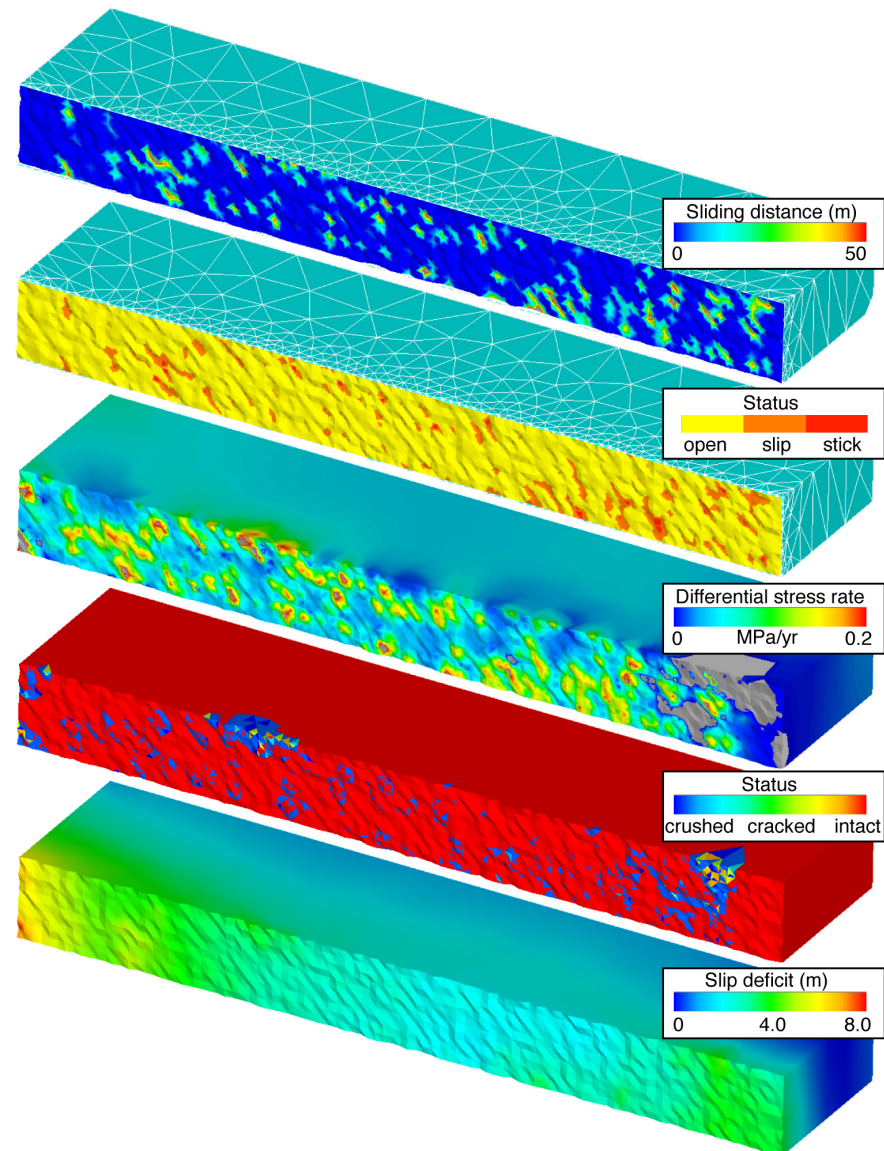 Sliding distance (m)
0 50
Status
open slip stick
Differential stress rate
0 MPa/yr 0.2
Status
crushed cracked intact
Slip deficit (m)
0 4.0 8.0